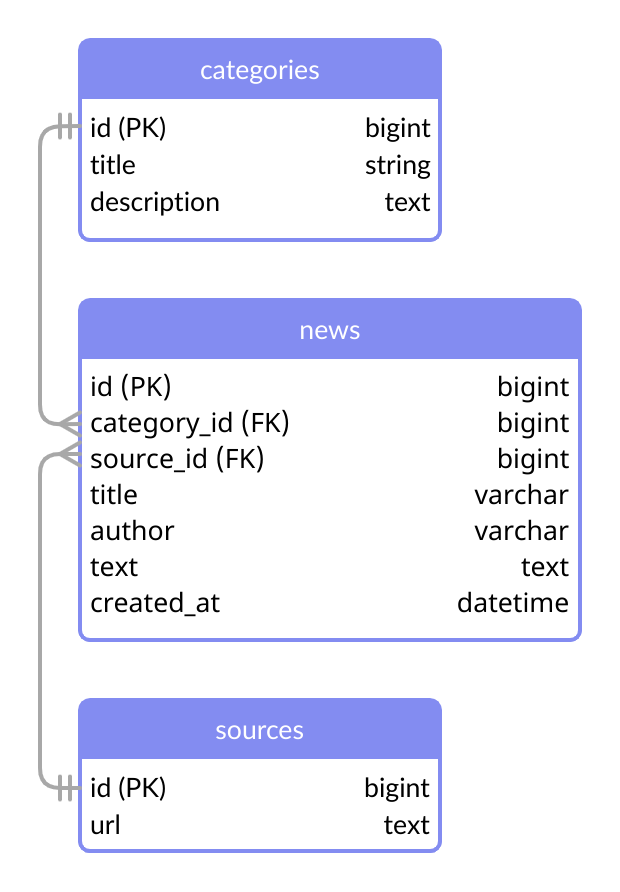 categories
id (PK) bigint
title string
description text
news
id (PK) bigint
category_id (FK) bigint
source_id (FK) bigint
title varchar
author varchar
text text
created_at datetime
sources
id (PK) bigint
url text